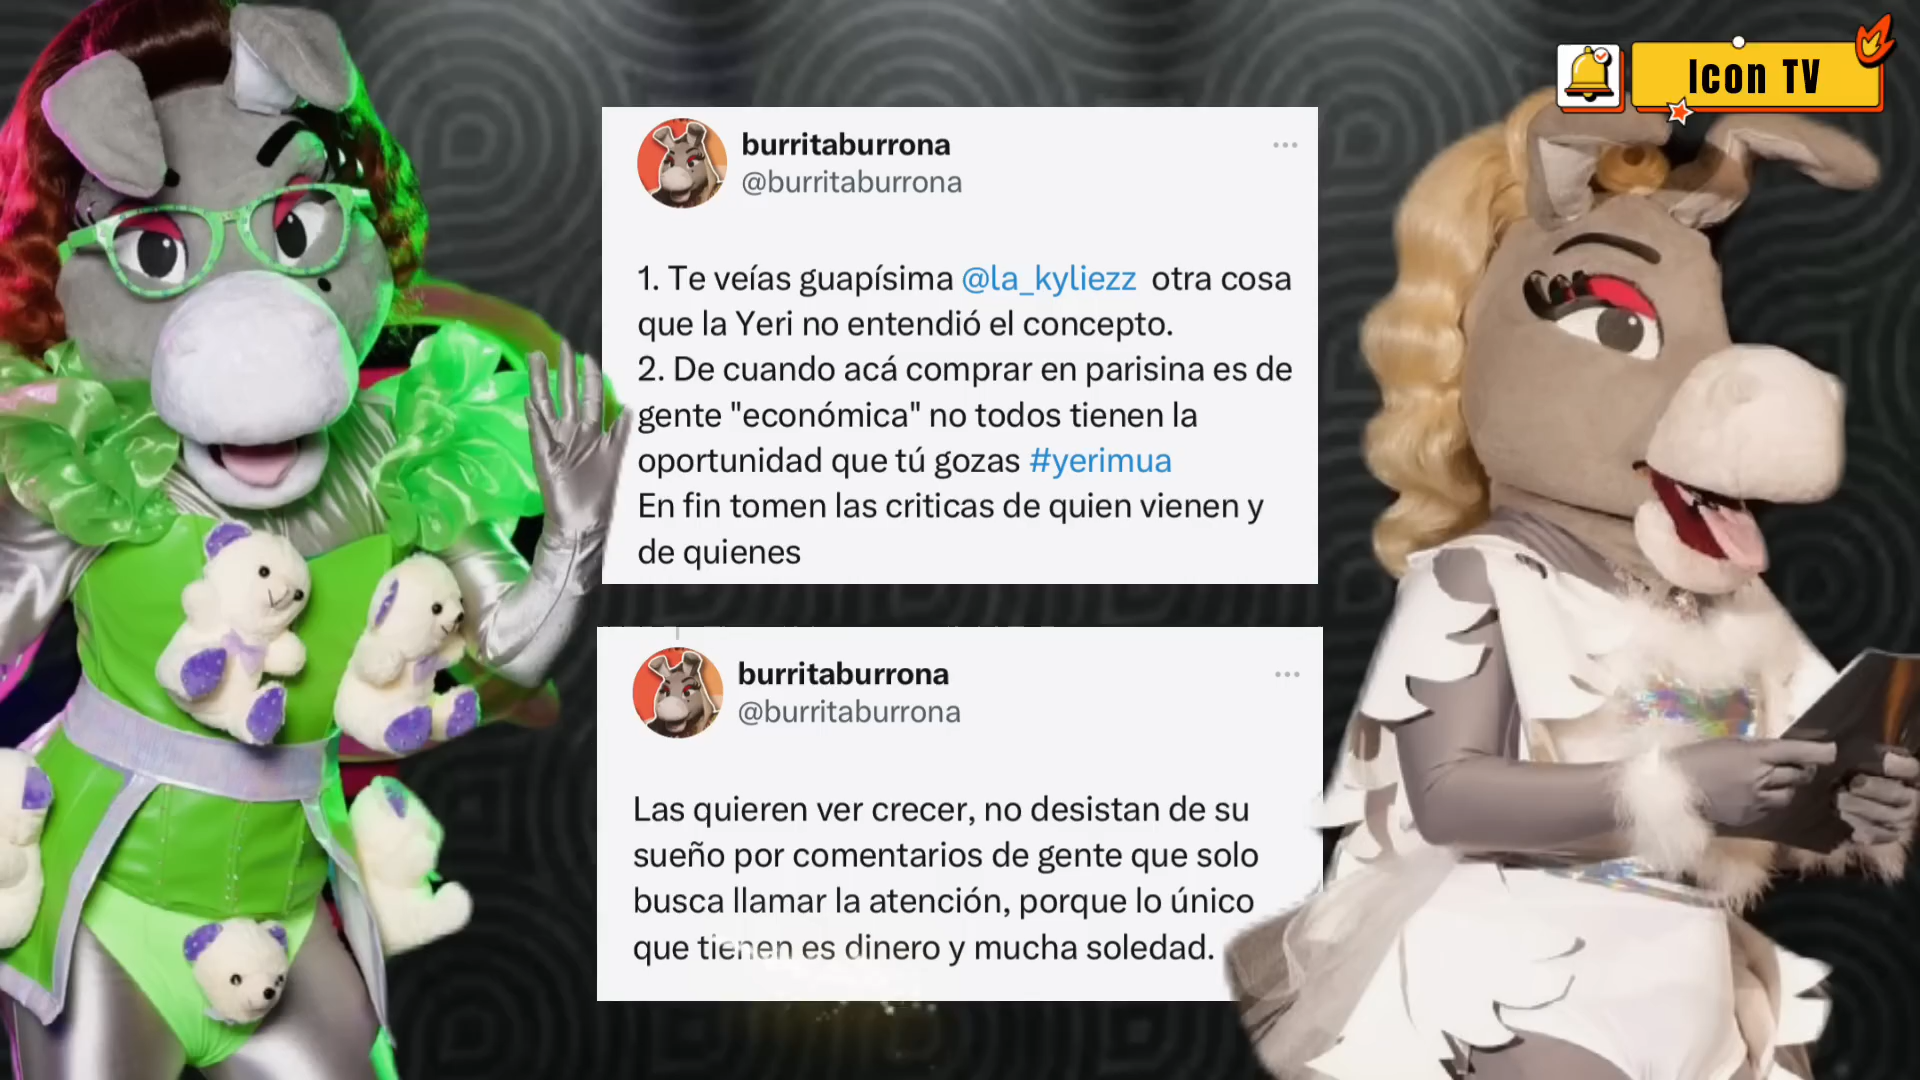 Icon TV
burritaburrona
@burritaburrona
1. Te veías guapísima @la_kyliezz otra cosa
que la Yeri no entendió el concepto.
2. De cuando acá comprar en parisina es de
gente "económica" no todos tienen la
oportunidad que tú gozas #yerimua
En fin tomen las criticas de quien vienen y
de quienes
burritaburrona
@burritaburrona
Las quieren ver crecer, no desistan de su
sueño por comentarios de gente que solo
busca llamar la atención, porque lo único
que tienen es dinero y mucha soledad.